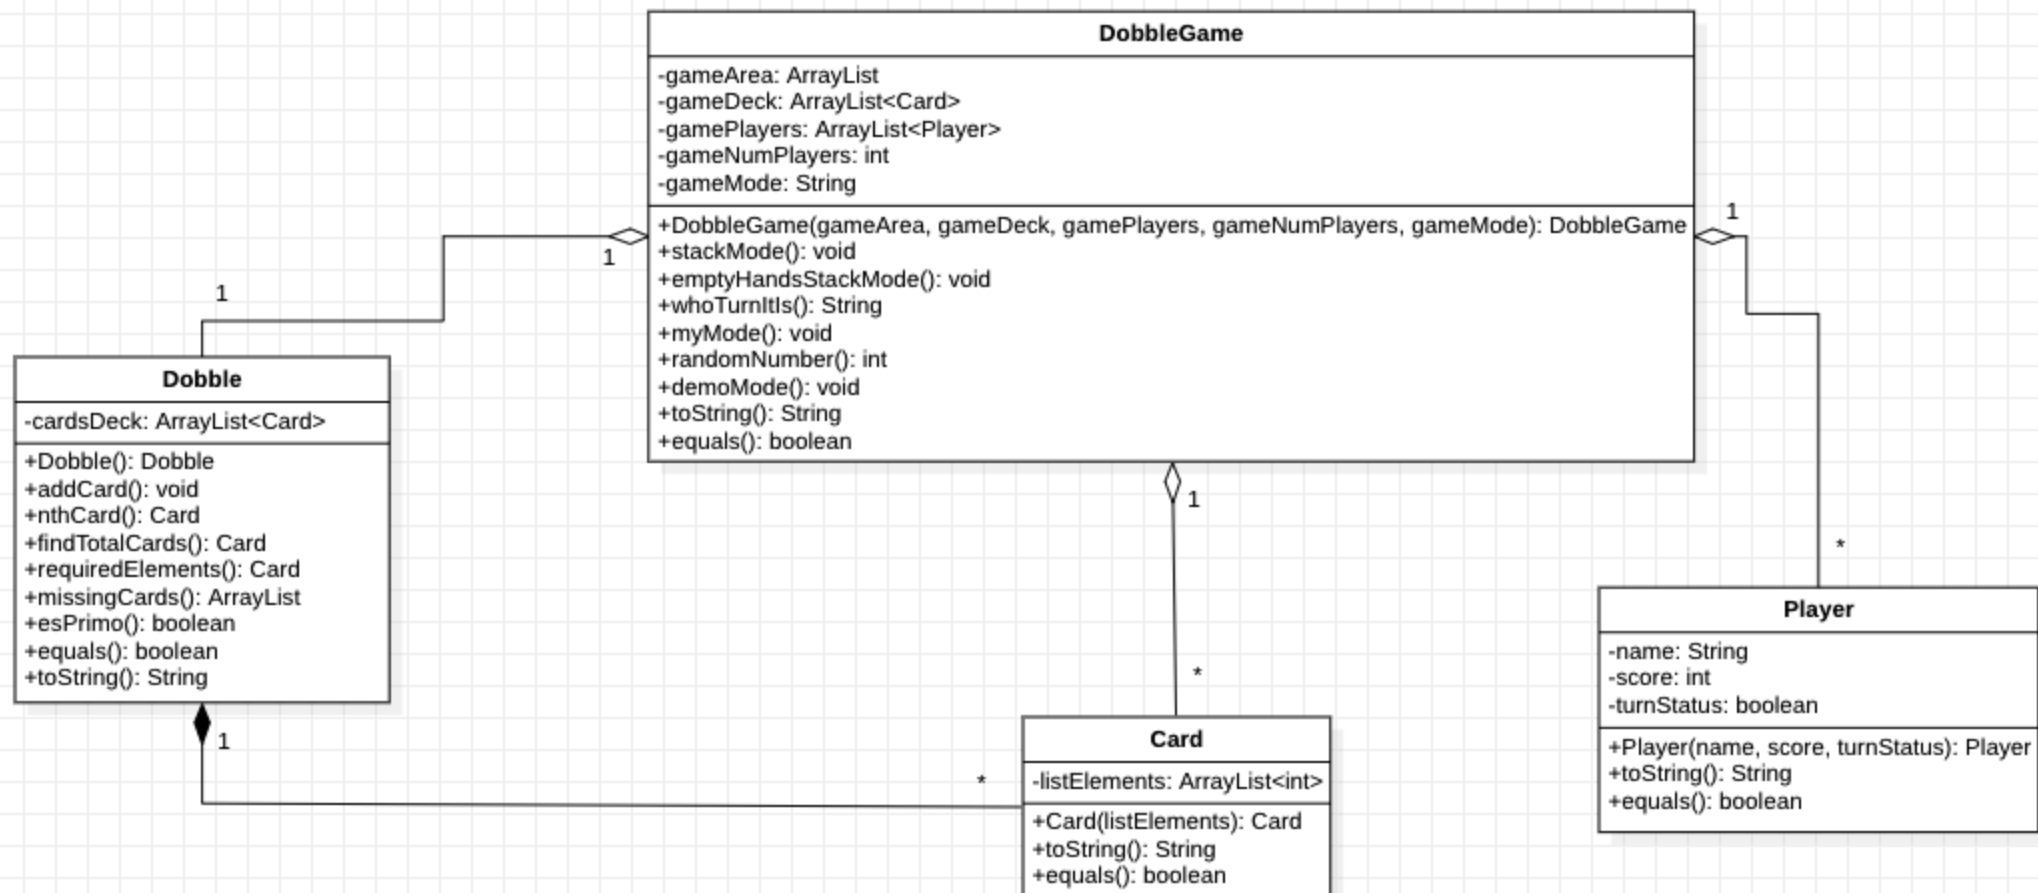 DobbleGame
-gameArea: ArrayList
-gameDeck: ArrayList<Card>
-gamePlayers: ArrayList<Player>
-gameNumPlayers: int
-gameMode: String
+DobbleGame(gameArea, gameDeck, gamePlayers, gameNumPlayers, gameMode): DobbleGame
+stackMode(): void
+emptyHandsStackMode(): void
+whoTurnItIs(): String
+myMode(): void
+randomNumber(): int
+demoMode(): void
+toString(): String
+equals(): boolean
1
1
1
1
*
*
Dobble
-cardsDeck: ArrayList<Card>
+Dobble(): Dobble
+addCard(): void
+nthCard(): Card
+findTotalCards(): Card
+requiredElements(): Card
+missingCards(): ArrayList
+esPrimo(): boolean
+equals(): boolean
+toString(): String
1
*
Card
-listElements: ArrayList<int>
+Card(listElements): Card
+toString(): String
+equals(): boolean
Player
-name: String
-score: int
-turnStatus: boolean
+Player(name, score, turnStatus): Player
+toString(): String
+equals(): boolean